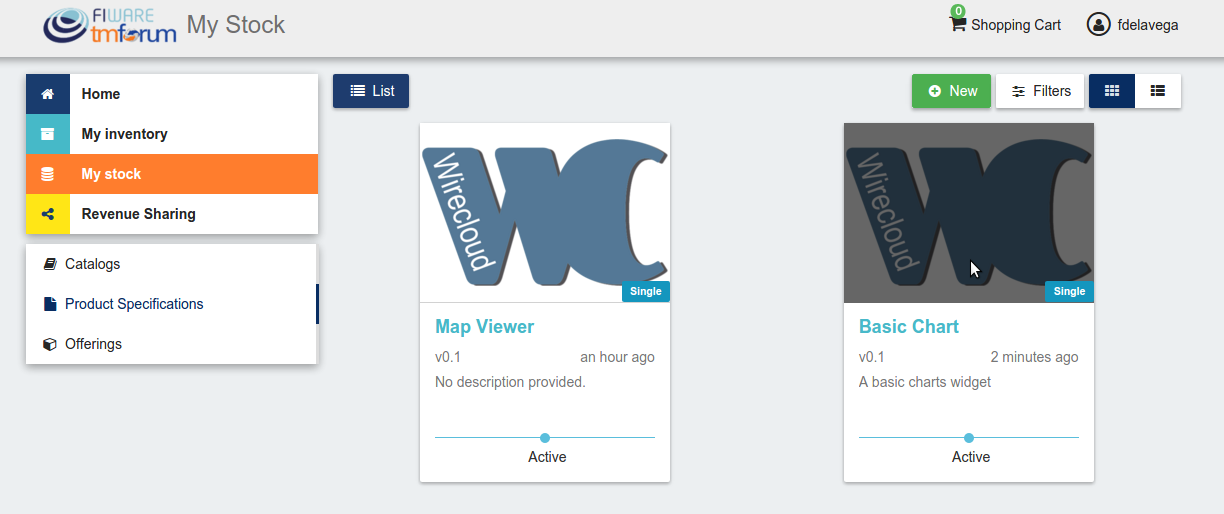 FIWARE
tmforum
My Stock
0
Shopping Cart
fdelavega
Home
My inventory
My stock
Revenue Sharing
Catalogs
Product Specifications
Offerings
List
New
Filters
Wirecloud
Single
Map Viewer
v0.1 an hour ago
No description provided.
Active
Wirecloud
Single
Basic Chart
v0.1 2 minutes ago
A basic charts widget
Active